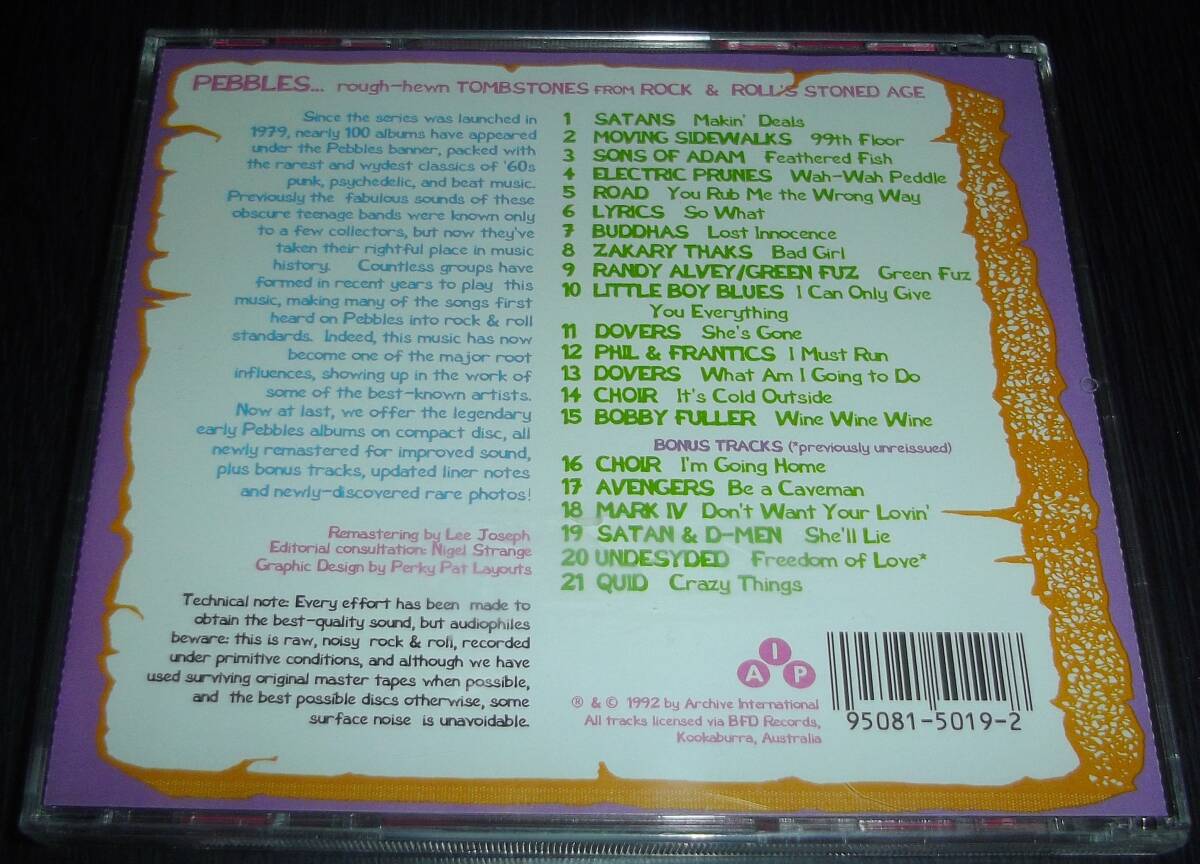 PEBBLES... rough-hewn TOMBSTONES FROM ROCK & ROLL'S STONED AGE
Since the series was launched in
1979, nearly 100 albums have appeared
under the Pebbles banner, packed with
the rarest and wydest classics of '60s
punk, psychedelic, and beat music.
Previously the fabulous sounds of these
obscure teenage bands were known only
to a few collectors, but now they've
taken their rightful place in music
history. Countless groups have
formed in recent years to play this
music, making many of the songs first
heard on Pebbles into rock & roll
standards. Indeed, this music has now
become one of the major root
influences, showing up in the work of
some of the best-known artists.
Now at last, we offer the legendary
early Pebbles albums on compact disc, all
newly remastered for improved sound,
plus bonus tracks, updated liner notes
and newly-discovered rare photos!
Remastering by Lee Joseph
Editorial consultation: Nigel Strange
Graphic Design by Perky Pat Layouts
Technical note: Every effort has been made to
obtain the best-quality sound, but audiophiles
beware: this is raw, noisy rock & roll, recorded
under primitive conditions, and although we have
used surviving original master tapes when possible,
and the best possible discs otherwise, some
surface noise is unavoidable.
1 SATANS Makin' Deals
2 MOVING SIDEWALKS 99th Floor
3 SONS OF ADAM Feathered Fish
4 ELECTRIC PRUNES Wah-Wah Peddle
5 ROAD You Rub Me the Wrong Way
6 LYRICS So What
7 BUDDHAS Lost Innocence
8 ZAKARY THAKS Bad Girl
9 RANDY ALVEY/GREEN FUZ Green Fuz
10 LITTLE BOY BLUES I Can Only Give
You Everything
11 DOVERS She's Gone
12 PHIL & FRANTICS I Must Run
13 DOVERS What Am I Going to Do
14 CHOIR It's Cold Outside
15 BOBBY FULLER Wine Wine Wine
BONUS TRACKS (*previously unreissued)
16 CHOIR I'm Going Home
17 AVENGERS Be a Caveman
18 MARK IV Don't Want Your Lovin'
19 SATAN & D-MEN She'll Lie
20 UNDESYDED Freedom of Love*
21 QUID Crazy Things
A I P
® & © 1992 by Archive International
All tracks licensed via BFD Records,
Kookaburra, Australia
95081-5019-2